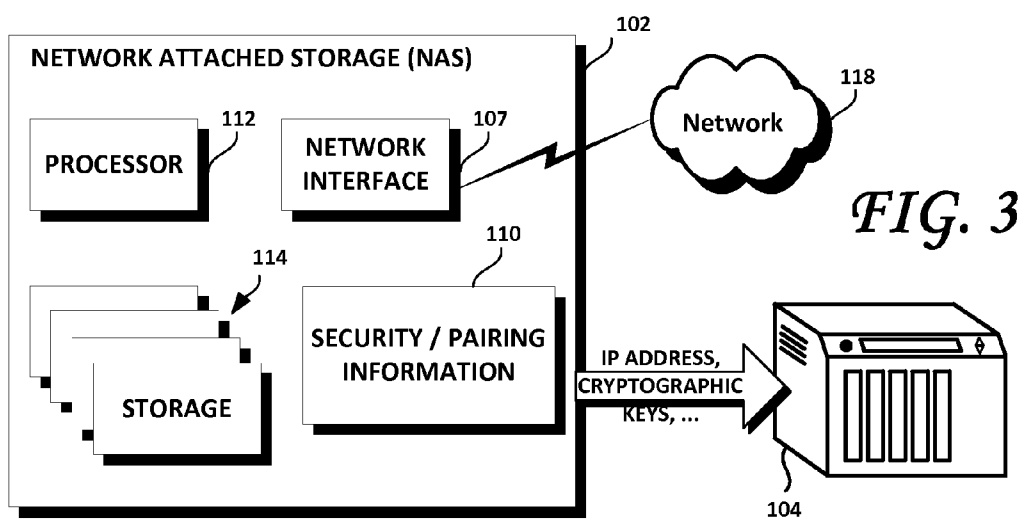 NETWORK ATTACHED STORAGE (NAS)
102
112
PROCESSOR
107
NETWORK
INTERFACE
Network
118
FIG. 3
114
STORAGE
110
SECURITY / PAIRING
INFORMATION
IP ADDRESS,
CRYPTOGRAPHIC
KEYS, ...
104